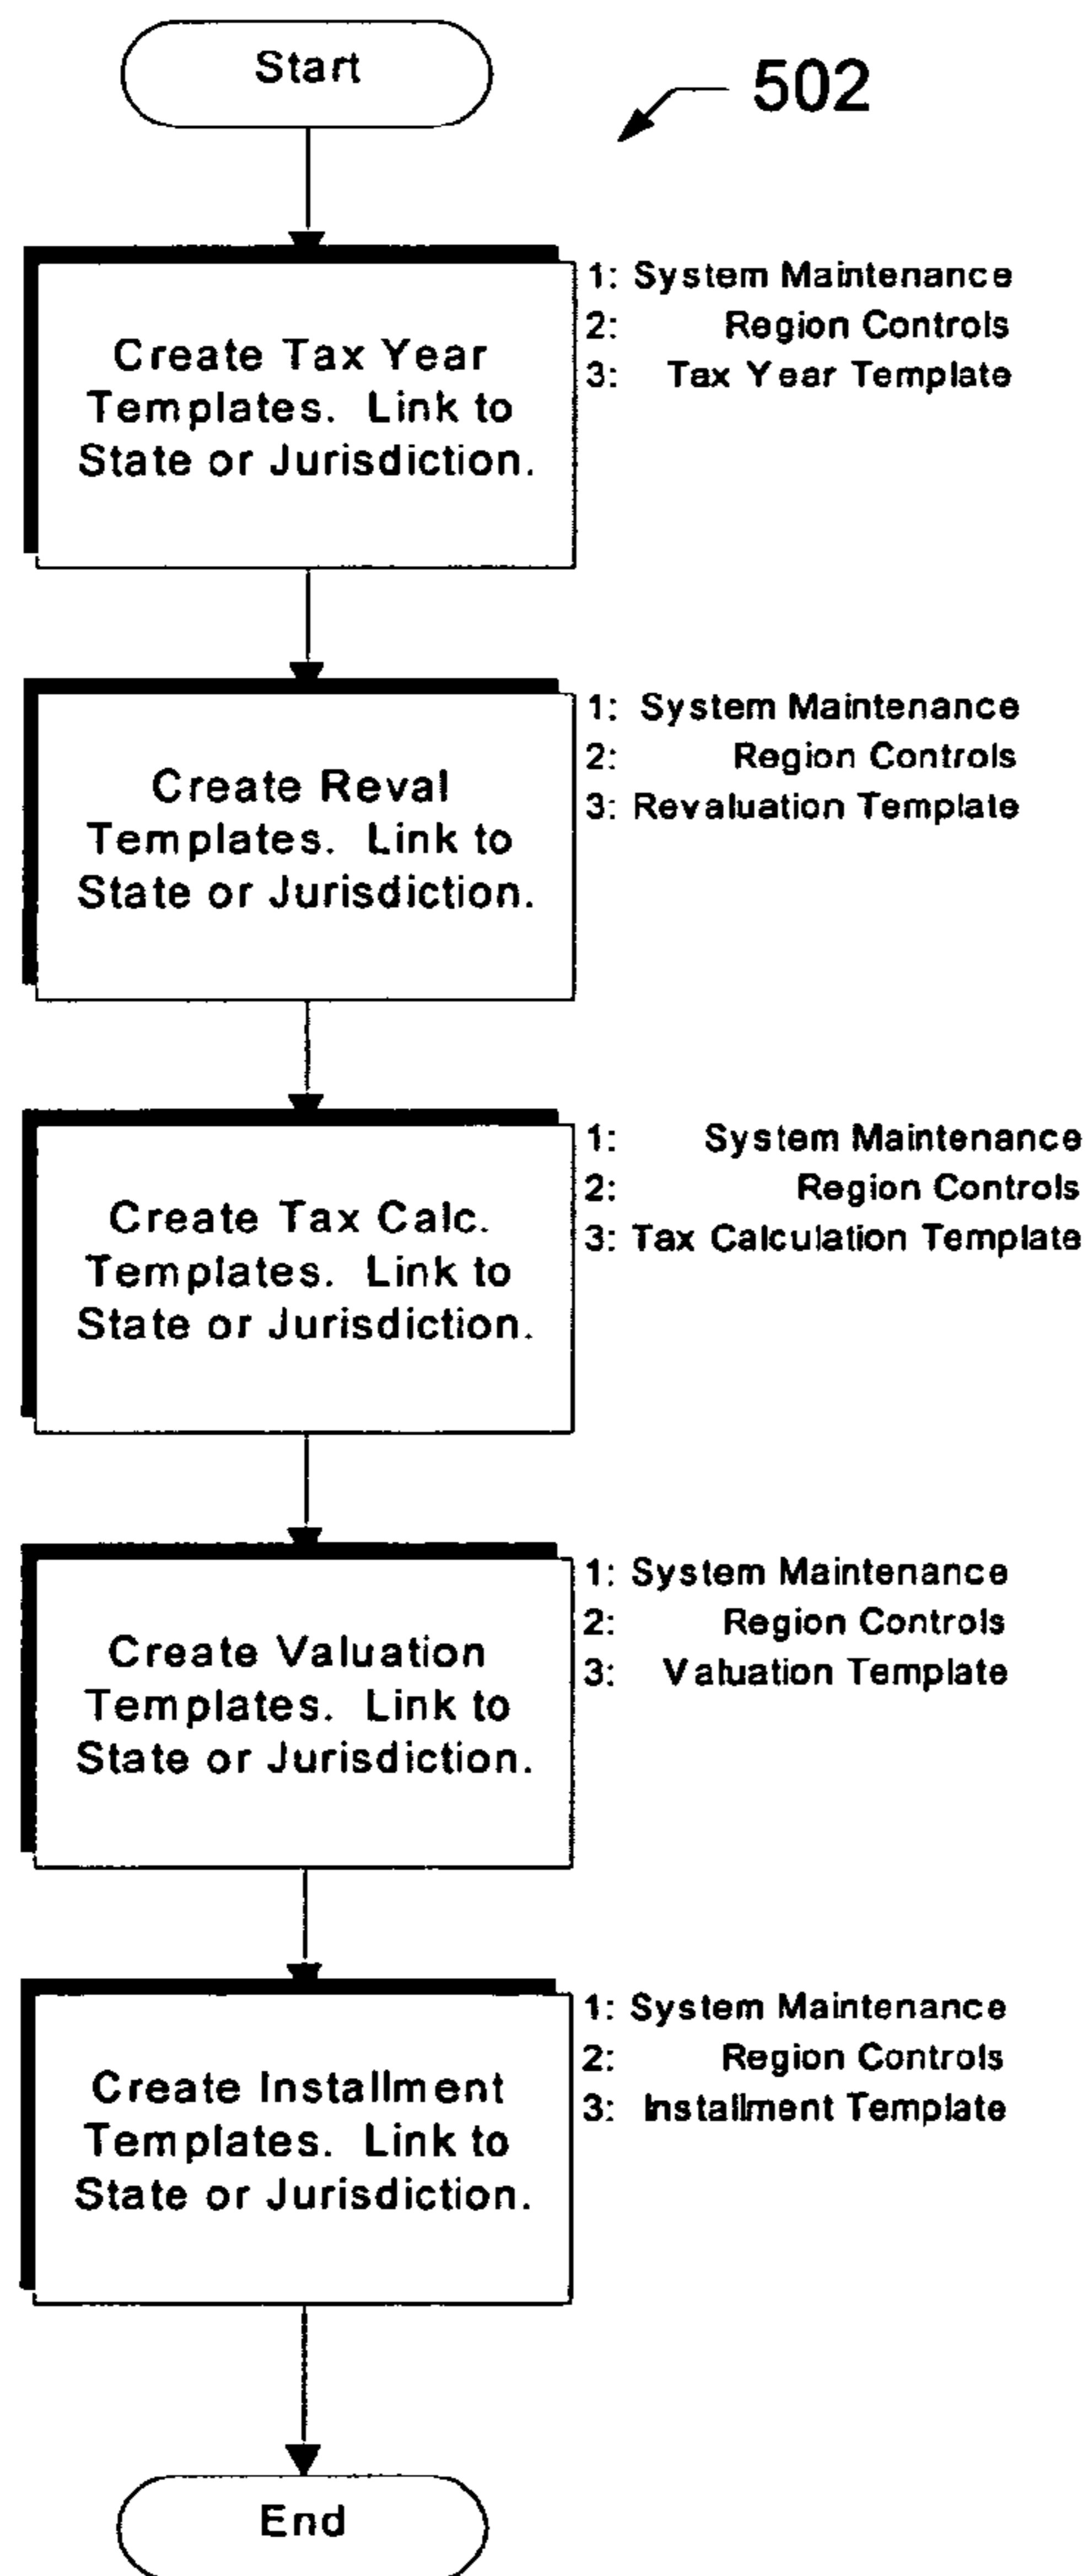 Start
502
Create Tax Year
Templates. Link to
State or Jurisdiction.
1: System Maintenance
2: Region Controls
3: Tax Year Template
Create Reval
Templates. Link to
State or Jurisdiction.
1: System Maintenance
2: Region Controls
3: Revaluation Template
Create Tax Calc.
Templates. Link to
State or Jurisdiction.
1: System Maintenance
2: Region Controls
3: Tax Calculation Template
Create Valuation
Templates. Link to
State or Jurisdiction.
1: System Maintenance
2: Region Controls
3: Valuation Template
Create Installment
Templates. Link to
State or Jurisdiction.
1: System Maintenance
2: Region Controls
3: Installment Template
End